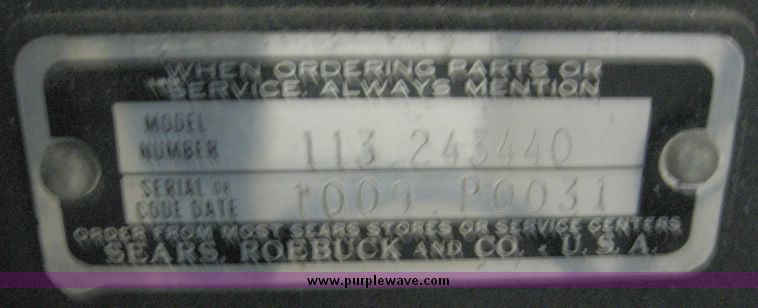 WHEN ORDERING PARTS OR
SERVICE, ALWAYS MENTION
MODEL
NUMBER 113.243440
SERIAL OR
CODE DATE 1009 P0031
ORDER FROM MOST SEARS STORES OR SERVICE CENTERS
SEARS, ROEBUCK AND CO. - U.S.A.
www.purplewave.com